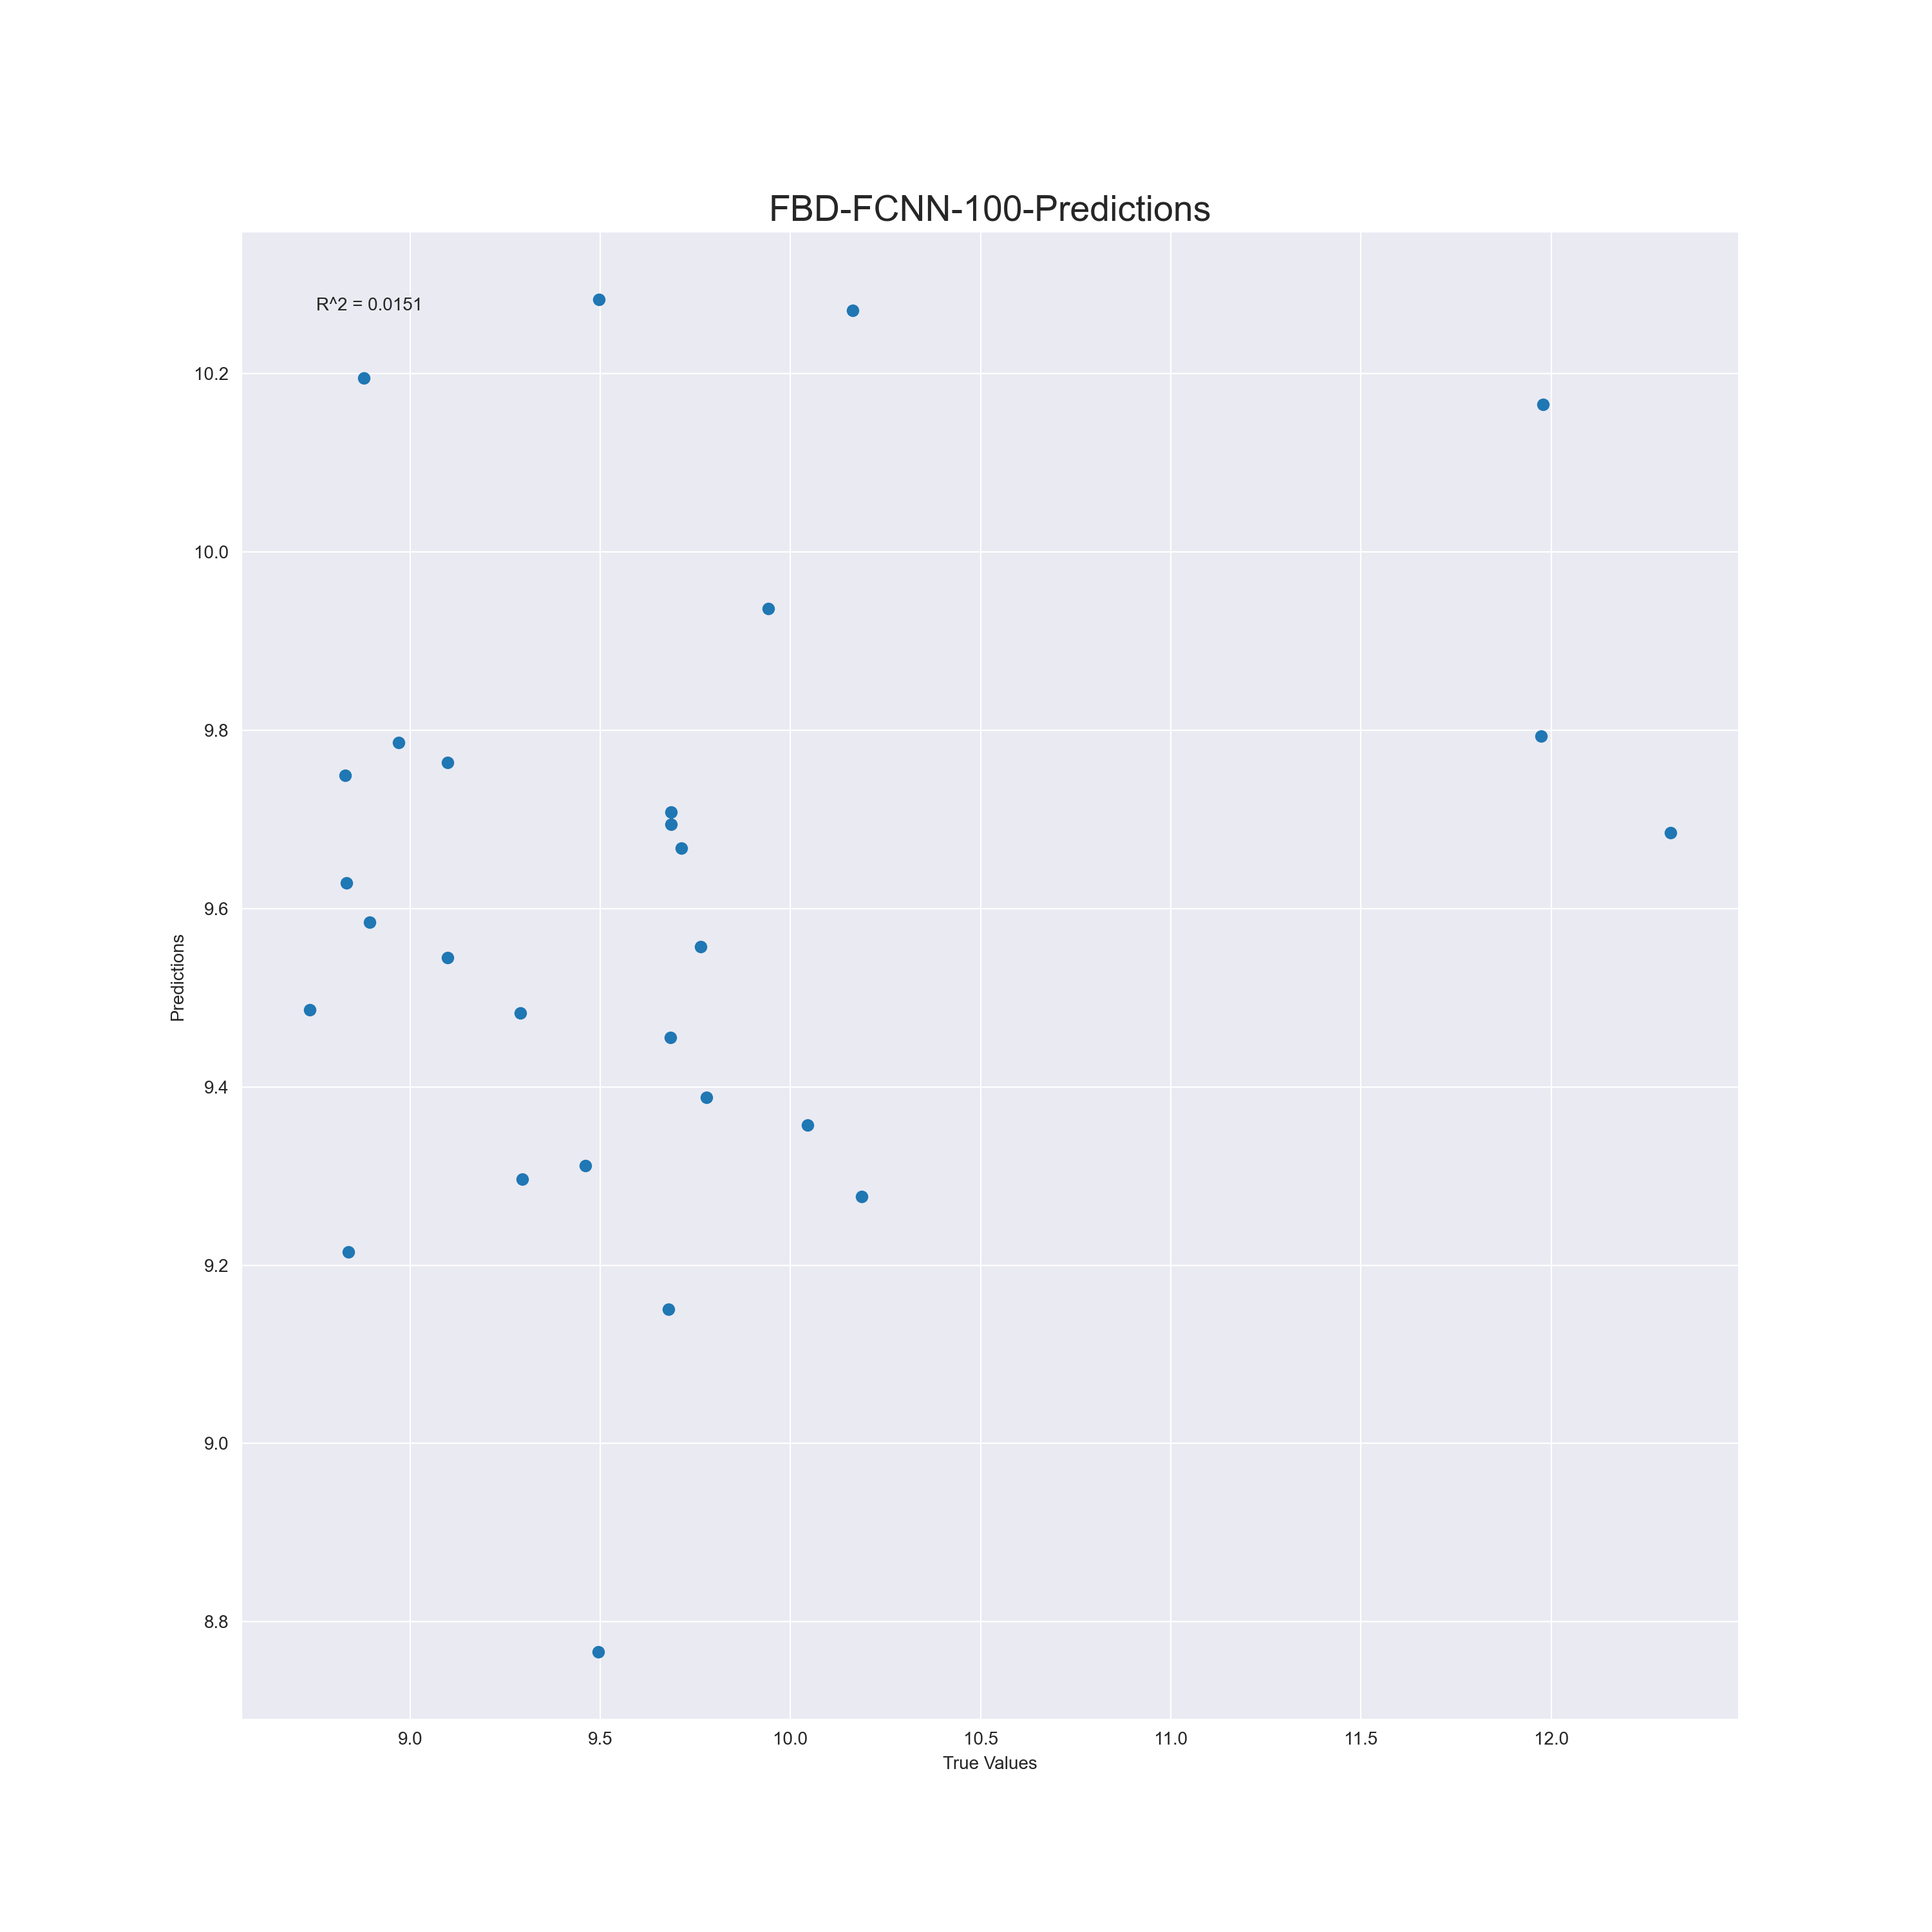 FBD-FCNN-100-Predictions
R^2 = 0.0151
10.2
10.0
9.8
9.6
9.4
9.2
9.0
8.8
Predictions
9.0 9.5 10.0 10.5 11.0 11.5 12.0
True Values